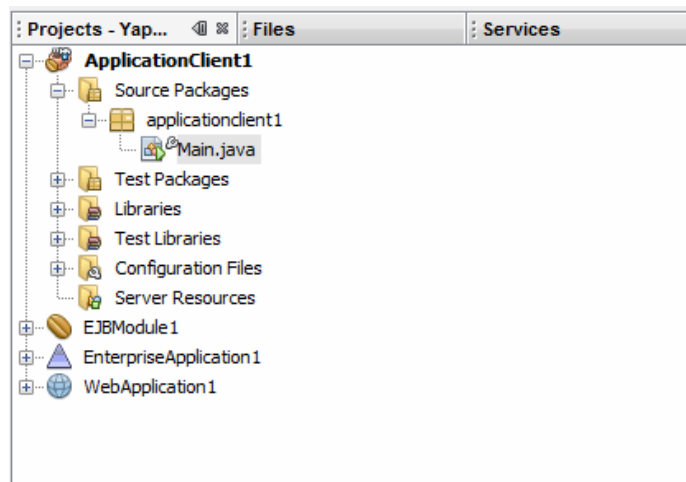 Projects - Yap... Files Services
ApplicationClient1
Source Packages
applicationclient1
Main.java
Test Packages
Libraries
Test Libraries
Configuration Files
Server Resources
EJBModule1
EnterpriseApplication1
WebApplication1